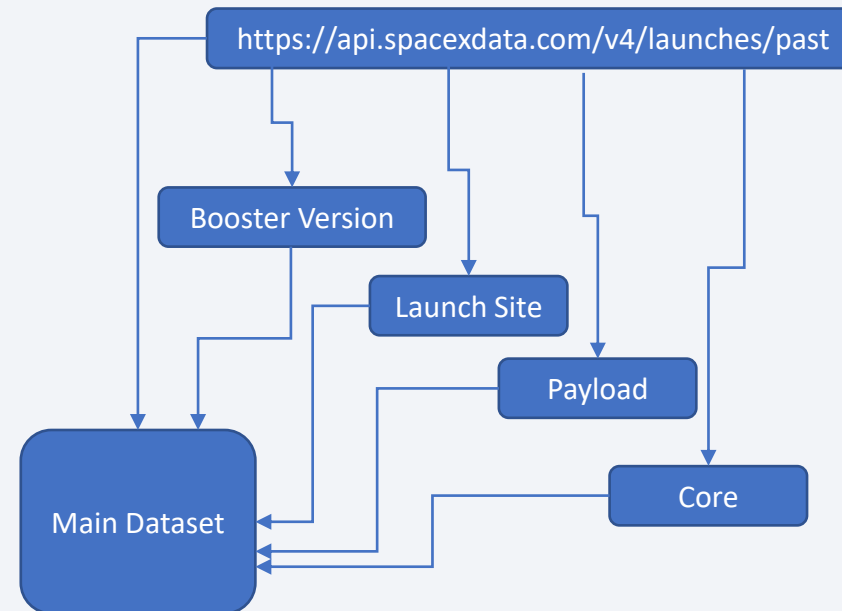 https://api.spacexdata.com/v4/launches/past
Booster Version
Launch Site
Payload
Core
Main Dataset